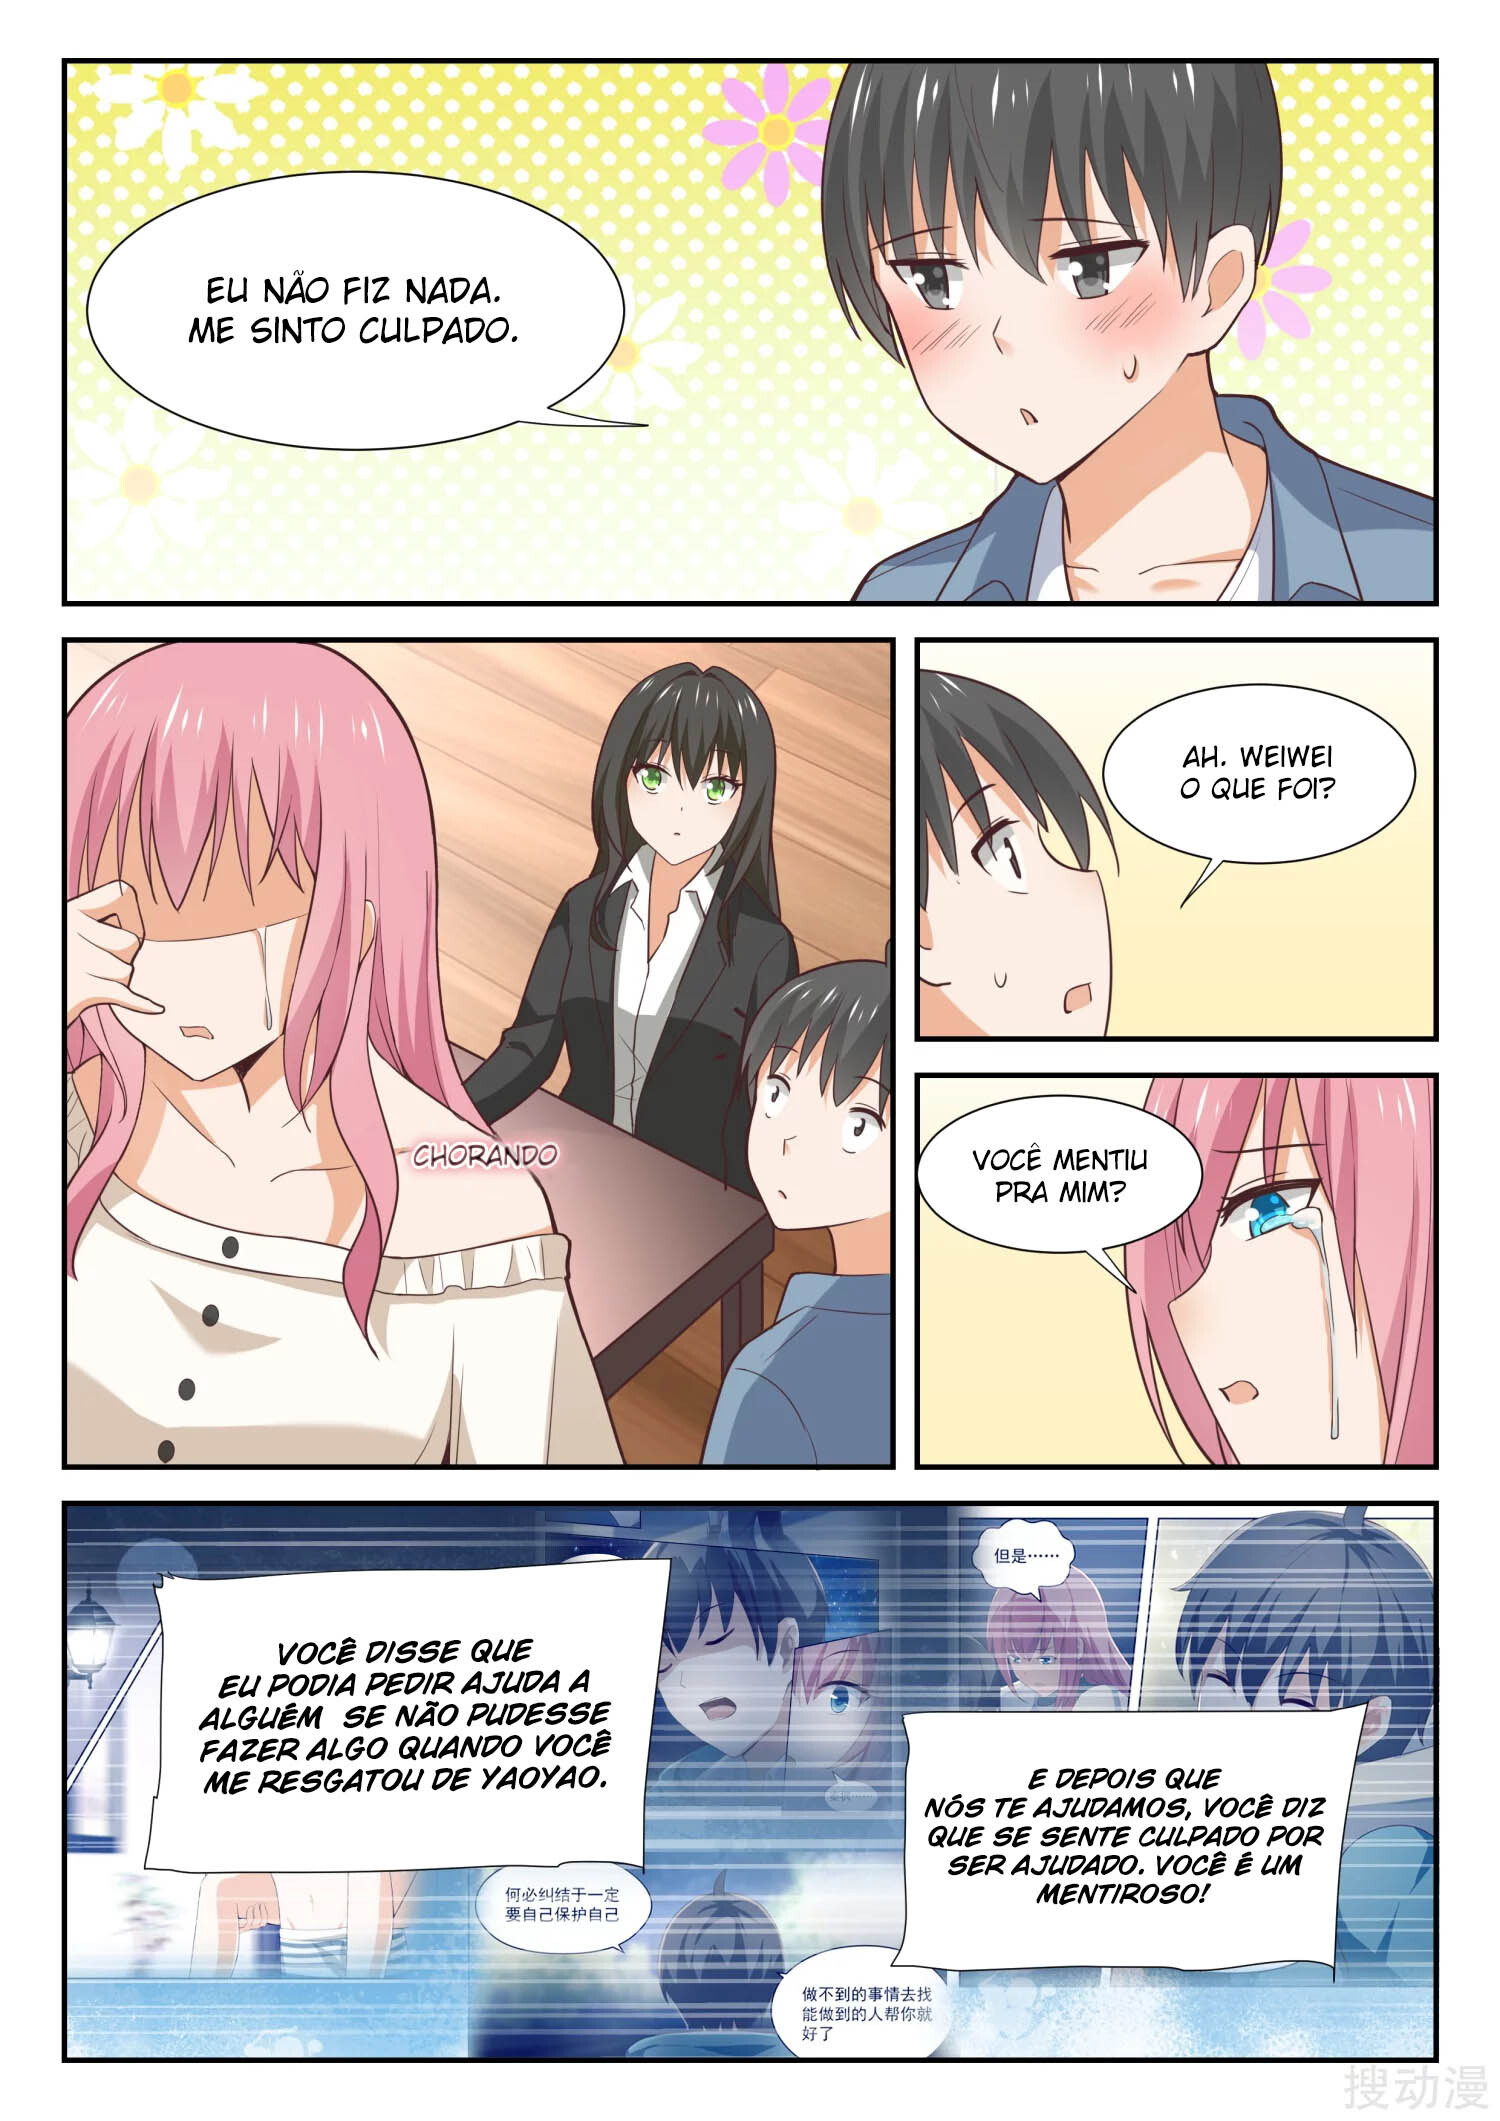 EU NÃO FIZ NADA.
ME SINTO CULPADO.
AH. WEIWEI
O QUE FOI?
CHORANDO
VOCÊ MENTIU
PRA MIM?
但是……
VOCÊ DISSE QUE
EU PODIA PEDIR AJUDA A
ALGUÉM SE NÃO PUDESSE
FAZER ALGO QUANDO VOCÊ
ME RESGATOU DE YAOYAO.
E DEPOIS QUE
NÓS TE AJUDAMOS, VOCÊ DIZ
QUE SE SENTE CULPADO POR
SER AJUDADO. VOCÊ É UM
MENTIROSO!
何必纠结于一定
要自己保护自己
做不到的事情去找
能做到的人帮你就
好了
搜动漫